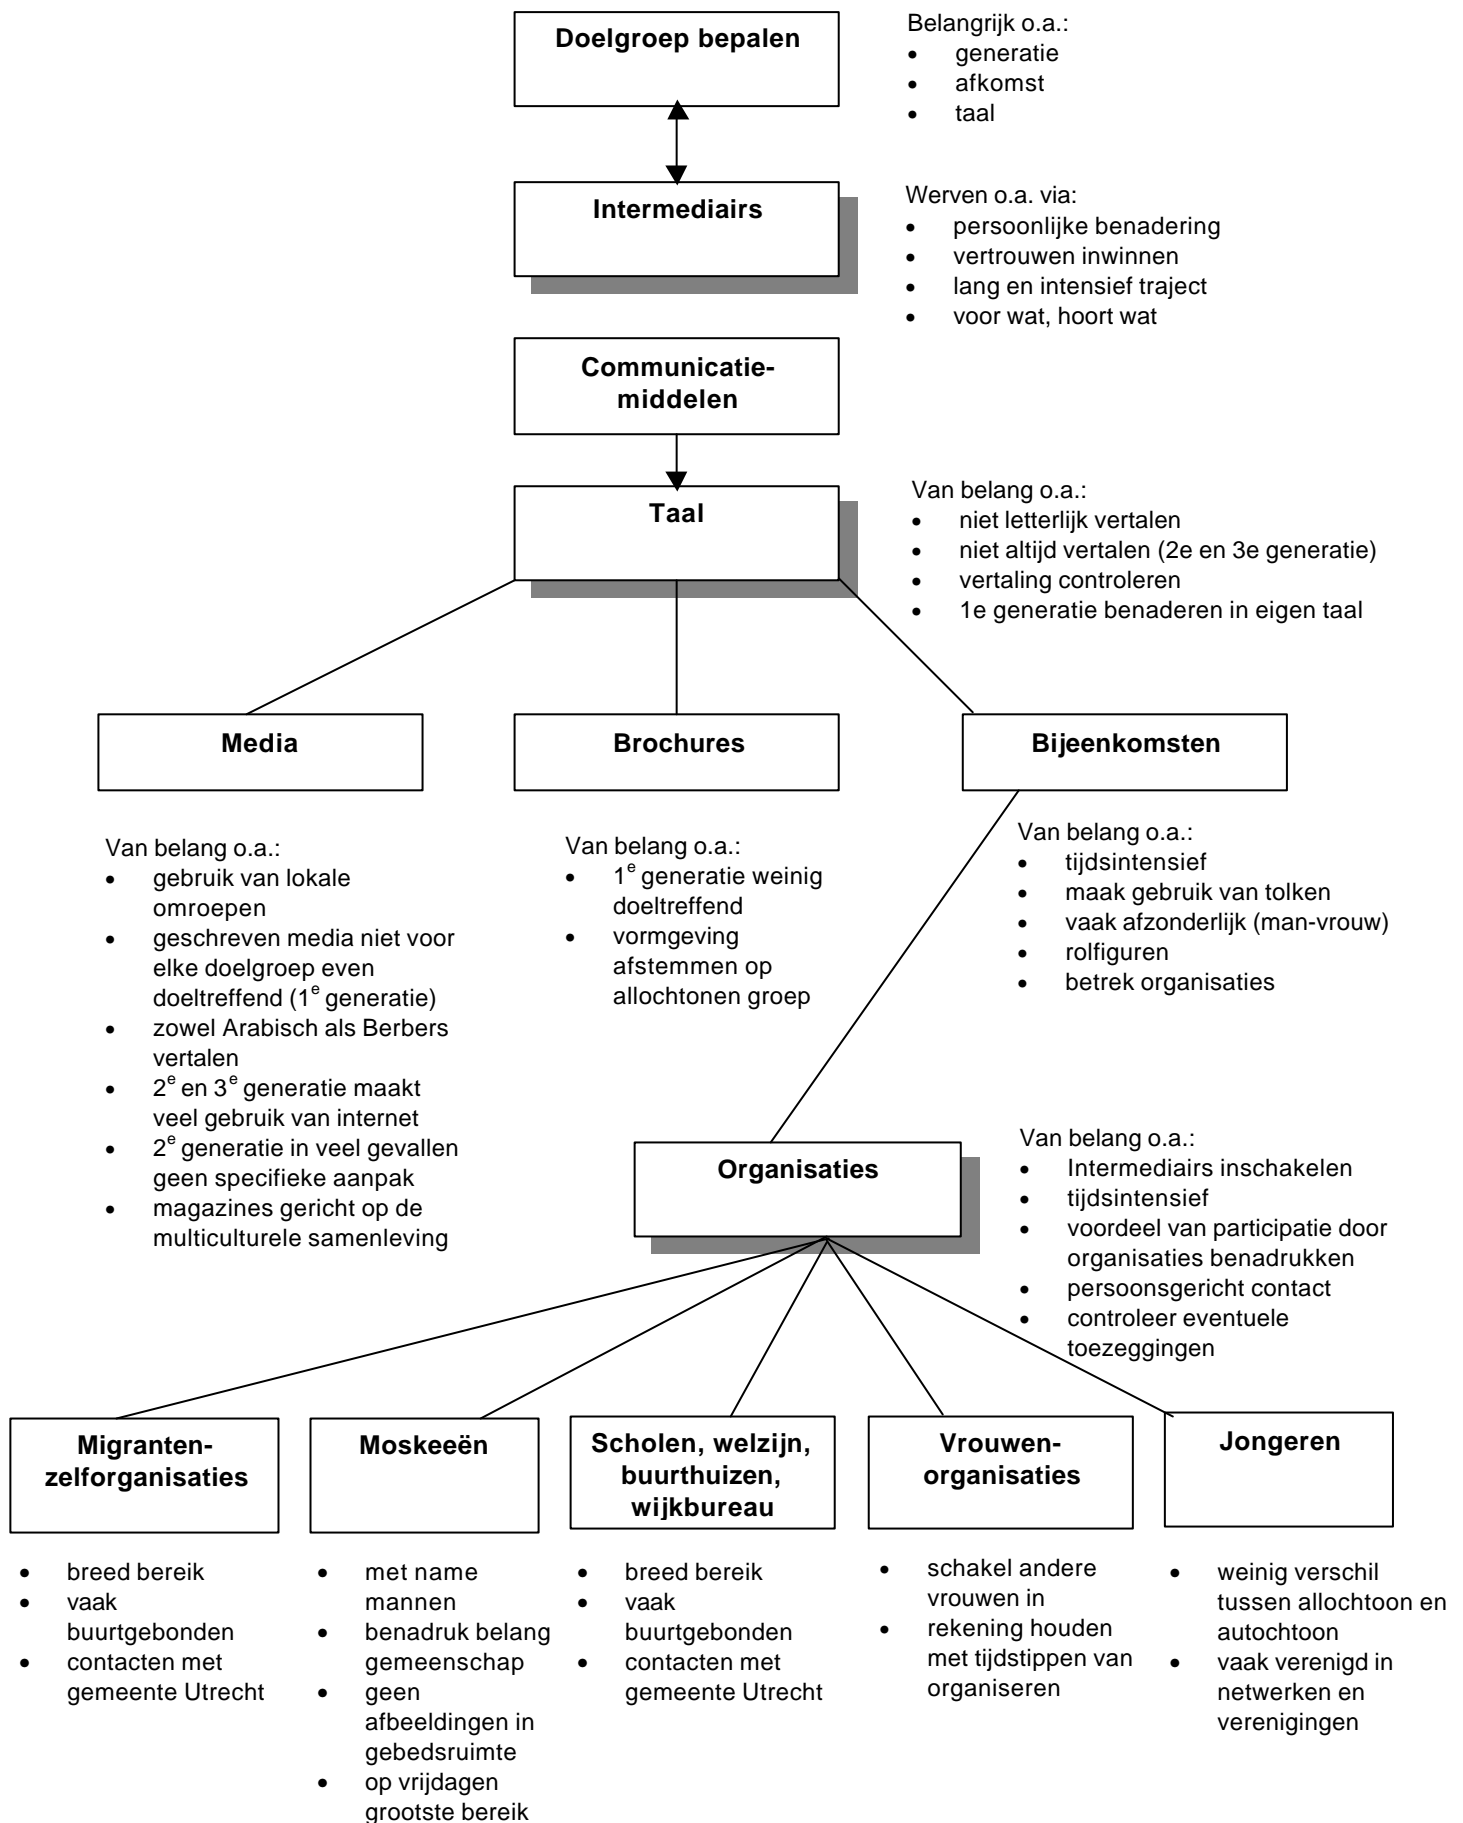 Doelgroep bepalen
Belangrijk o.a.:
• generatie
• afkomst
• taal
Intermediairs
Werven o.a. via:
• persoonlijke benadering
• vertrouwen inwinnen
• lang en intensief traject
• voor wat, hoort wat
Communicatie-
middelen
Taal
Van belang o.a.:
• niet letterlijk vertalen
• niet altijd vertalen (2e en 3e generatie)
• vertaling controleren
• 1e generatie benaderen in eigen taal
Media
Brochures
Bijeenkomsten
Van belang o.a.:
• gebruik van lokale
omroepen
• geschreven media niet voor
elke doelgroep even
doeltreffend (1e generatie)
• zowel Arabisch als Berbers
vertalen
• 2e en 3e generatie maakt
veel gebruik van internet
• 2e generatie in veel gevallen
geen specifieke aanpak
• magazines gericht op de
multiculturele samenleving
Van belang o.a.:
• 1e generatie weinig
doeltreffend
• vormgeving
afstemmen op
allochtonen groep
Van belang o.a.:
• tijdsintensief
• maak gebruik van tolken
• vaak afzonderlijk (man-vrouw)
• rolfiguren
• betrek organisaties
Organisaties
Van belang o.a.:
• Intermediairs inschakelen
• tijdsintensief
• voordeel van participatie door
organisaties benadrukken
• persoonsgericht contact
• controleer eventuele
toezeggingen
Migranten-
zelforganisaties
Moskeeën
Scholen, welzijn,
buurthuizen,
wijkbureau
Vrouwen-
organisaties
Jongeren
• breed bereik
• vaak
buurtgebonden
• contacten met
gemeente Utrecht
• met name
mannen
• benadruk belang
gemeenschap
• geen
afbeeldingen in
gebedsruimte
• op vrijdagen
grootste bereik
• breed bereik
• vaak
buurtgebonden
• contacten met
gemeente Utrecht
• schakel andere
vrouwen in
• rekening houden
met tijdstippen van
organiseren
• weinig verschil
tussen allochtoon en
autochtoon
• vaak verenigd in
netwerken en
verenigingen